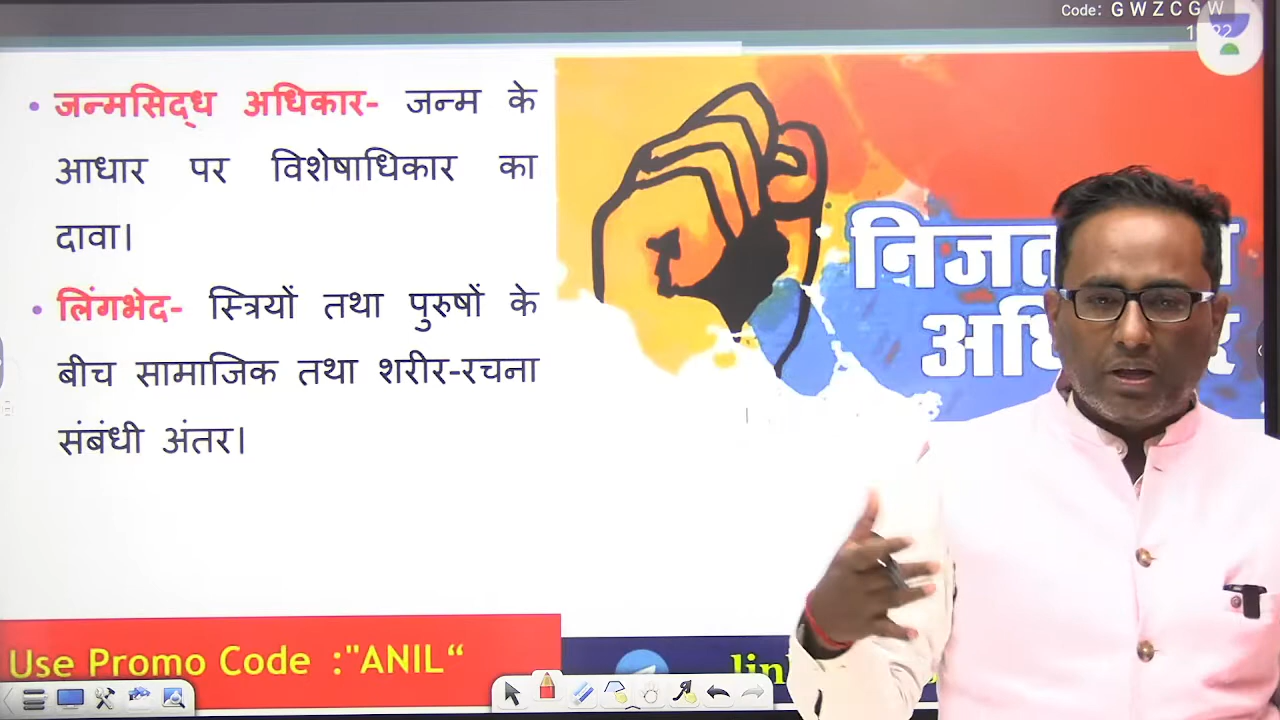 Code: G W Z C G W
जन्मसिद्ध अधिकार- जन्म के
आधार पर विशेषाधिकार का
दावा।
लिंगभेद- स्त्रियों तथा पुरुषों के
बीच सामाजिक तथा शरीर-रचना
संबंधी अंतर।
Use Promo Code :"ANIL“